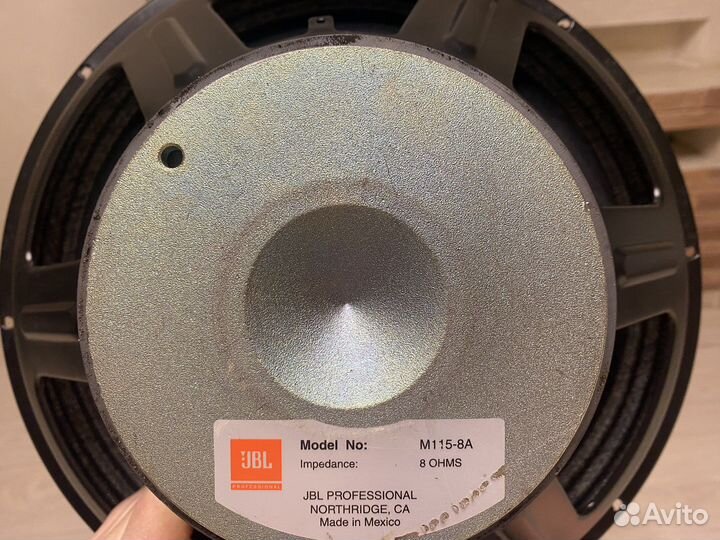 JBL
PROFESSIONAL
Model No: M115-8A
Impedance: 8 OHMS
JBL PROFESSIONAL
NORTHRIDGE, CA
Made in Mexico
Avito